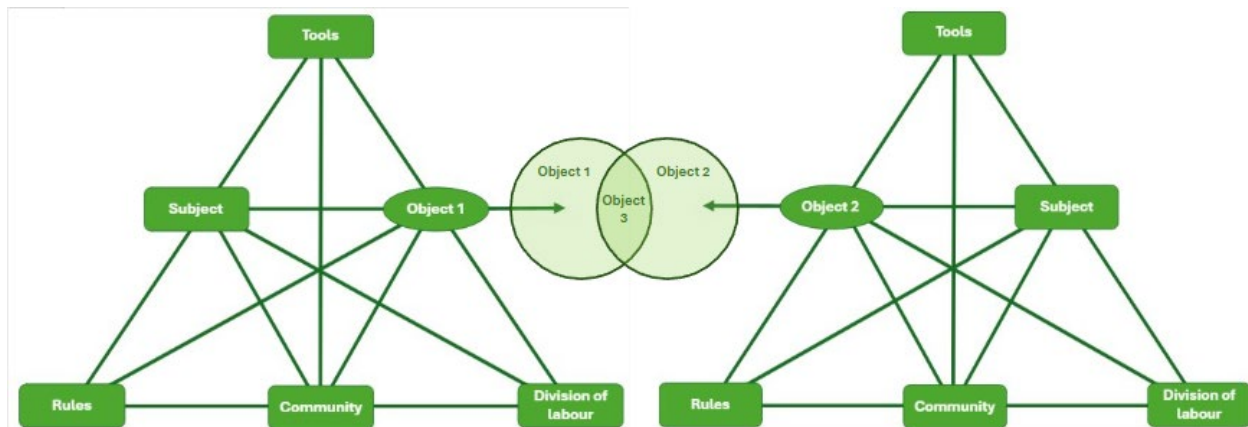 Tools
Tools
Object 1
Object 2
Subject
Object 1
Object
3
Object 2
Subject
Rules
Community
Division of
labour
Rules
Community
Division of
labour